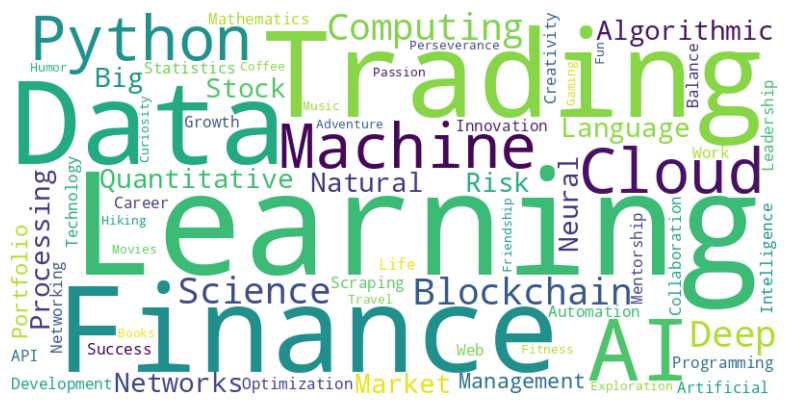 Mathematics
Python
Computing
Algorithmic
Perseverance
Trading
Humor
Big
Statistics
Coffee
Passion
Creativity
Fun
Gaming
Balance
Leadership
Data
Stock
Curiosity
Music
Growth
Adventure
Innovation
Language
Machine
Work
Cloud
Technology
Quantitative
Natural
Risk
Neural
Processing
Career
Hiking
Learning
Friendship
Mentorship
Collaboration
Intelligence
Portfolio
Networking
Movies
Life
Science
Scraping
Blockchain
Travel
Automation
Finance
Books
AI
Deep
API
Success
Web
Fitness
Programming
Development
Networks
Optimization
Market
Management
Exploration
Artificial